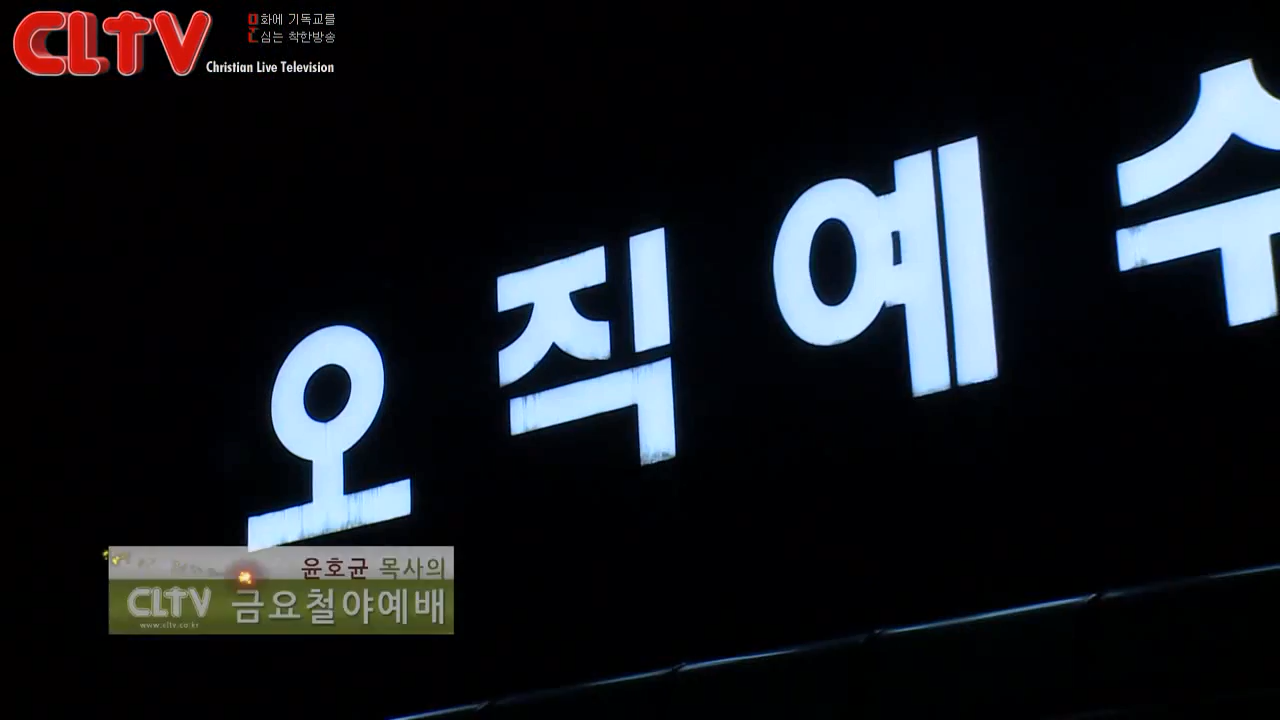 CLTV
문화에 기독교를
심는 착한방송
Christian Live Television
오직예수
윤호균 목사의
CLTV 금요철야예배
www.cltv.co.kr